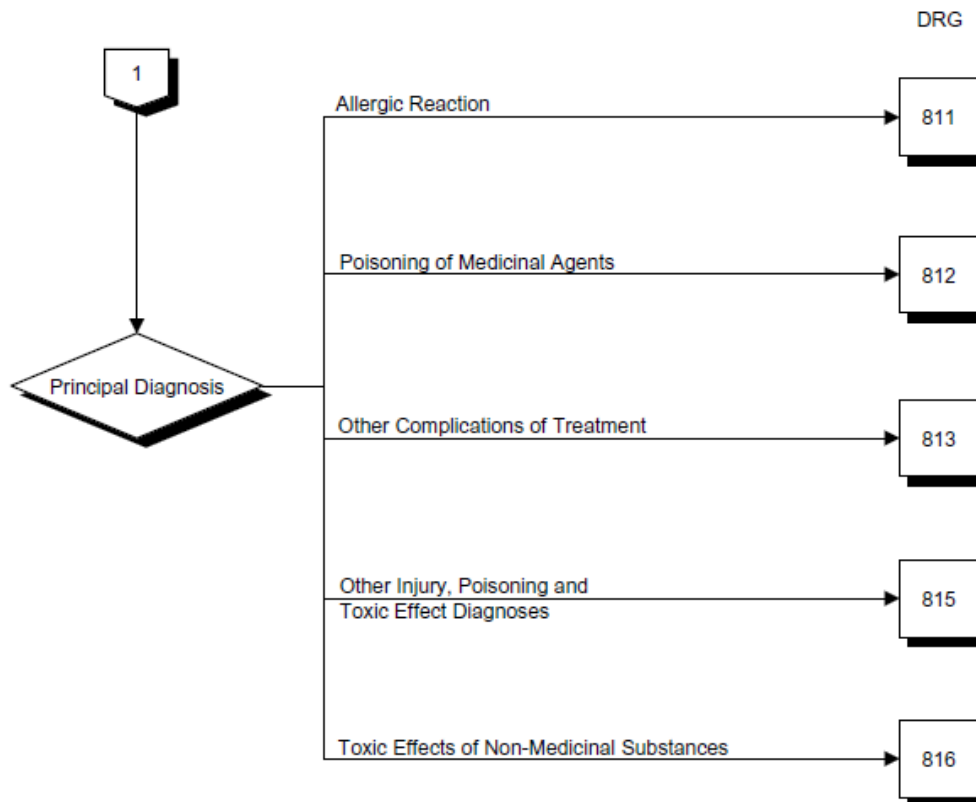 DRG
1
Allergic Reaction
811
Poisoning of Medicinal Agents
812
Principal Diagnosis
Other Complications of Treatment
813
Other Injury, Poisoning and
Toxic Effect Diagnoses
815
Toxic Effects of Non-Medicinal Substances
816